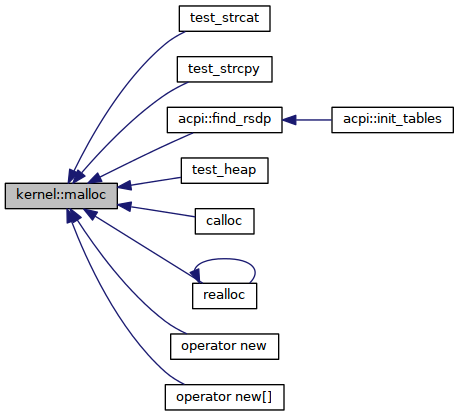 test_strcat
test_strcpy
acpi::find_rsdp
acpi::init_tables
test_heap
kernel::malloc
calloc
realloc
operator new
operator new[]